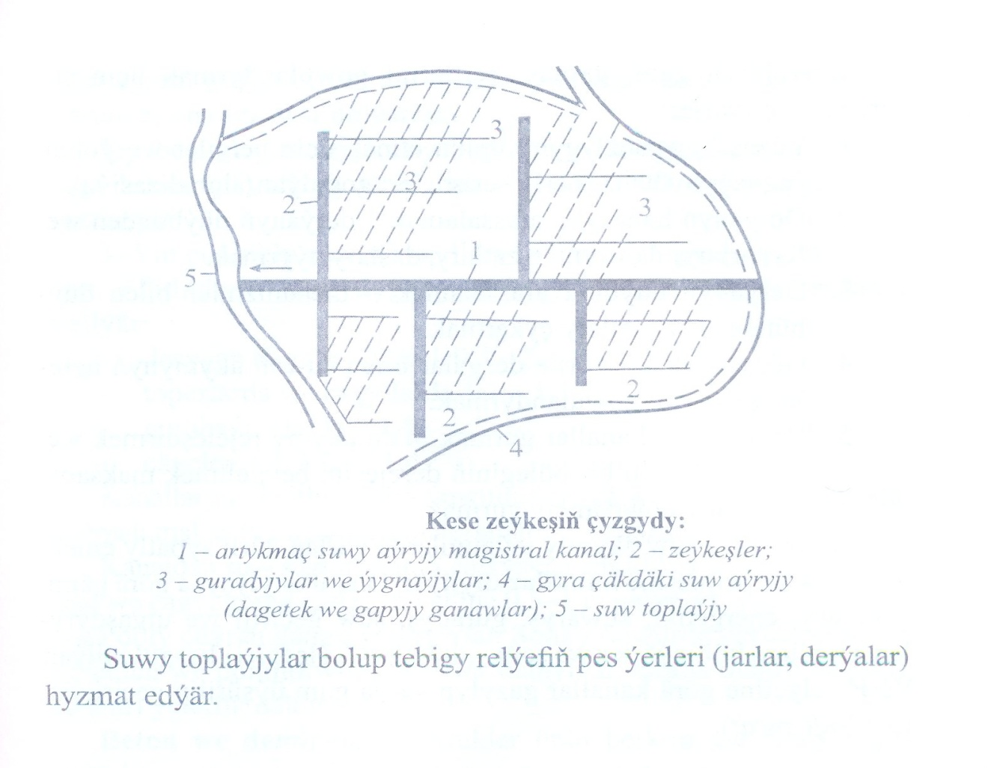 3
3
2
3
1
5
2
2
4
Kese zeýkeşiň çyzgydy:
1 – artykmaç suwy aýryjy magistral kanal; 2 – zeýkeşler;
3 – guradyjylar we ýygnaýjylar; 4 – gyra çäkdäki suw aýryjy
(dagetek we gapyjy ganawlar); 5 – suw toplaýjy
Suwy toplaýjylar bolup tebigy relýefiň pes ýerleri (jarlar, derýalar)
hyzmat edýär.